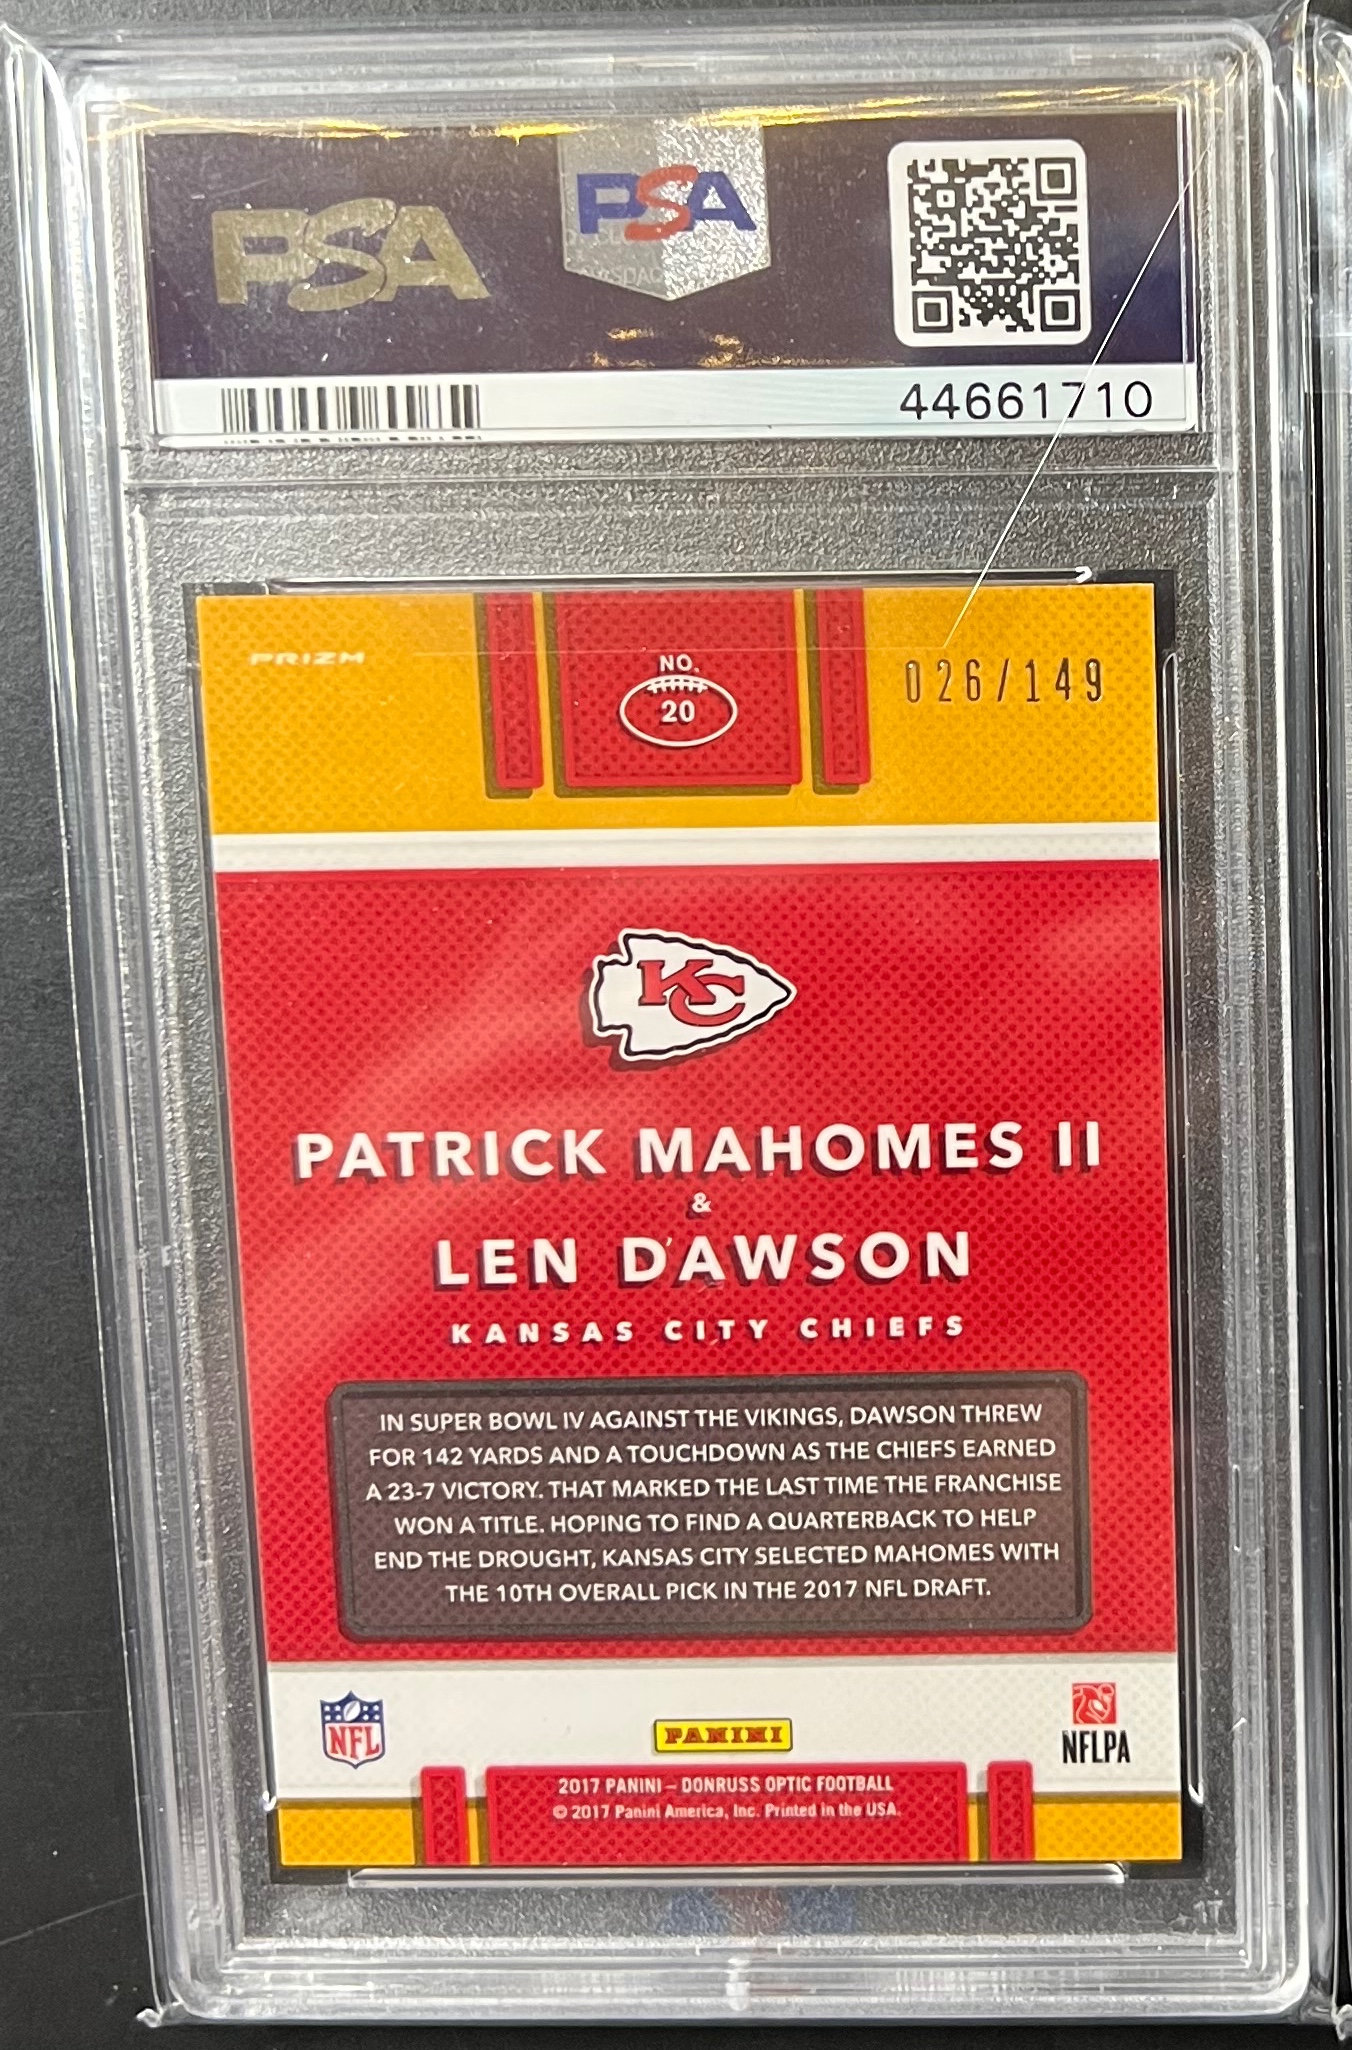 PSA
PSA
44661710
PRIZM
NO.
20
026/149
KC
PATRICK MAHOMES II
&
LEN DAWSON
KANSAS CITY CHIEFS
IN SUPER BOWL IV AGAINST THE VIKINGS, DAWSON THREW
FOR 142 YARDS AND A TOUCHDOWN AS THE CHIEFS EARNED
A 23-7 VICTORY. THAT MARKED THE LAST TIME THE FRANCHISE
WON A TITLE. HOPING TO FIND A QUARTERBACK TO HELP
END THE DROUGHT, KANSAS CITY SELECTED MAHOMES WITH
THE 10TH OVERALL PICK IN THE 2017 NFL DRAFT.
NFL
PANINI
NFLPA
2017 PANINI – DONRUSS OPTIC FOOTBALL
© 2017 Panini America, Inc. Printed in the USA.